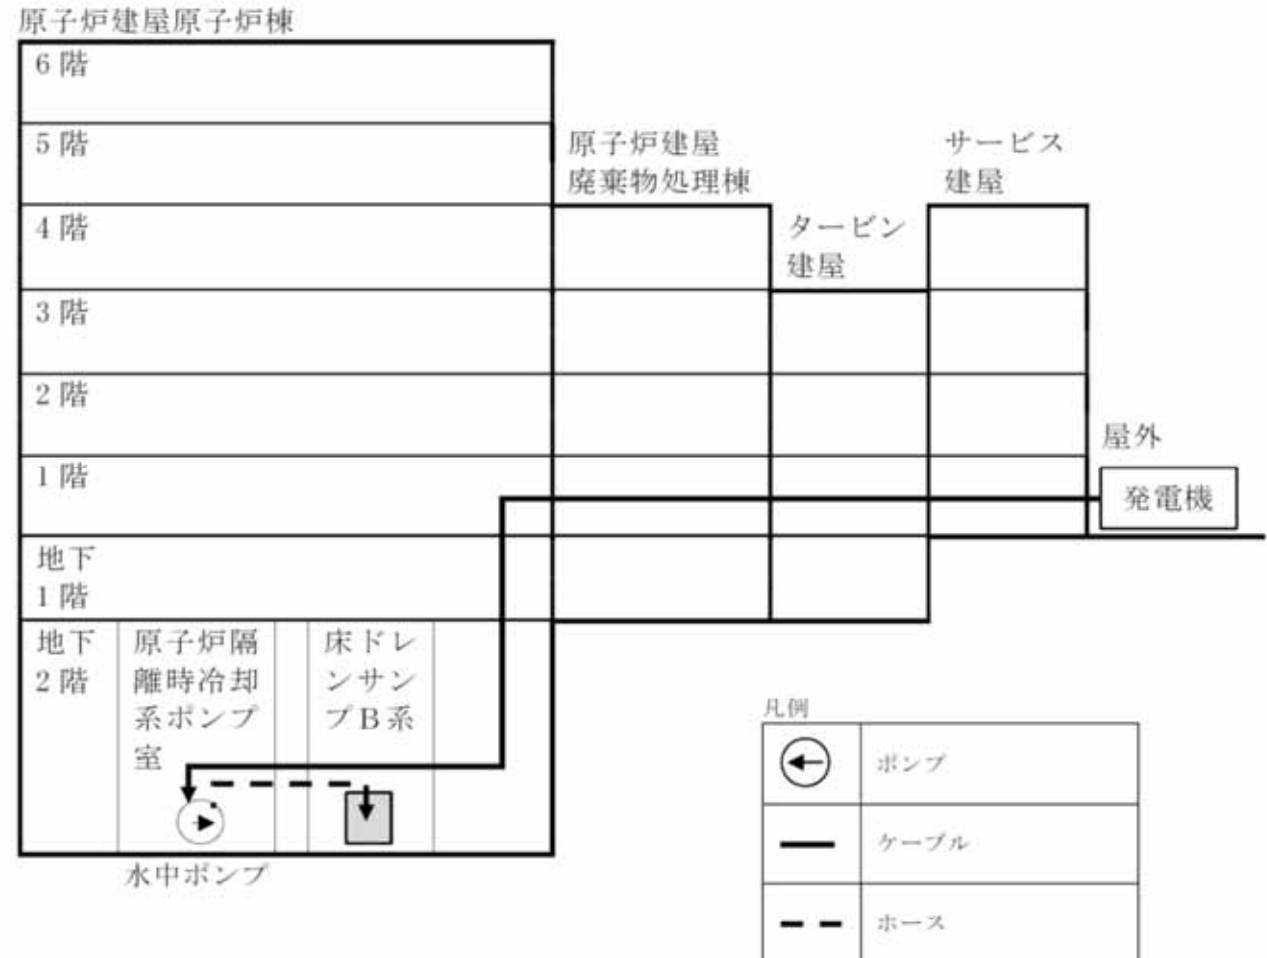 原子炉建屋原子炉棟
6階
5階
原子炉建屋
廃棄物処理棟
サービス
建屋
4階
タービン
建屋
3階
2階
屋外
1階
発電機
地下
1階
地下
2階
原子炉隔
離時冷却
系ポンプ
室
床ドレ
ンサン
プB系
水中ポンプ
凡例
ポンプ
ケーブル
ホース